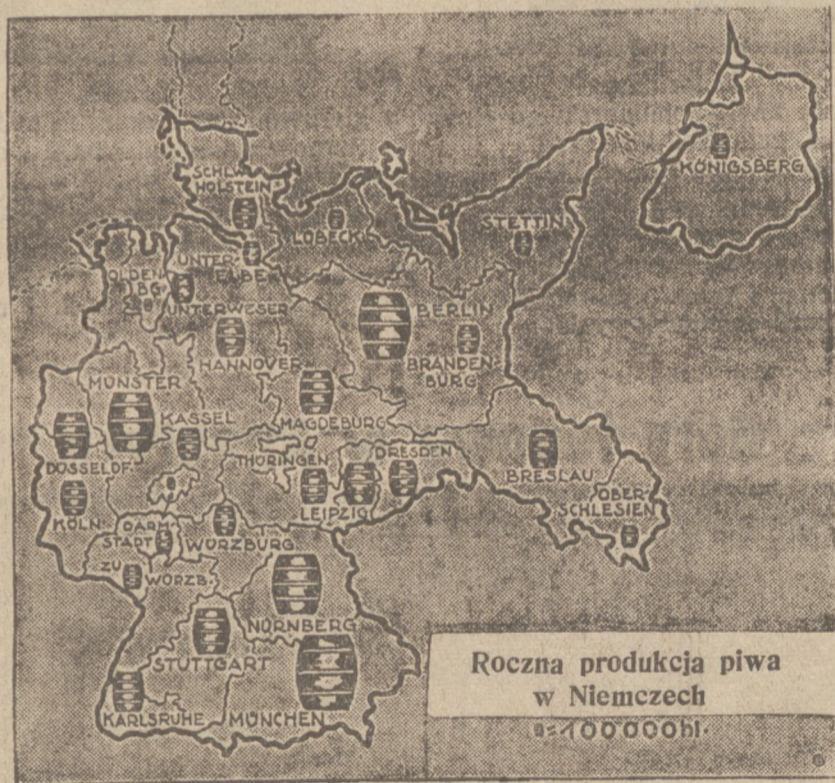 SCHL.
HOLSTEIN
KÖNIGSBERG
LÜBECK
STETTIN
OLDEN
BG
UNTER
ELBE
UNTERWESER
HANNOVER
BERLIN
BRANDEN
BURG
MÜNSTER
KASSEL
MAGDEBURG
DÜSSELDF.
THÜRINGEN
DRESDEN
BRESLAU
KÖLN
LEIPZIG
OBER
SCHLESIEN
DARM
STADT
WÜRZBURG
ZU
WÜRZB.
NÜRNBERG
STUTTGART
KARLSRUHE
MÜNCHEN
Roczna produkcja piwa
w Niemczech
=100000hl.